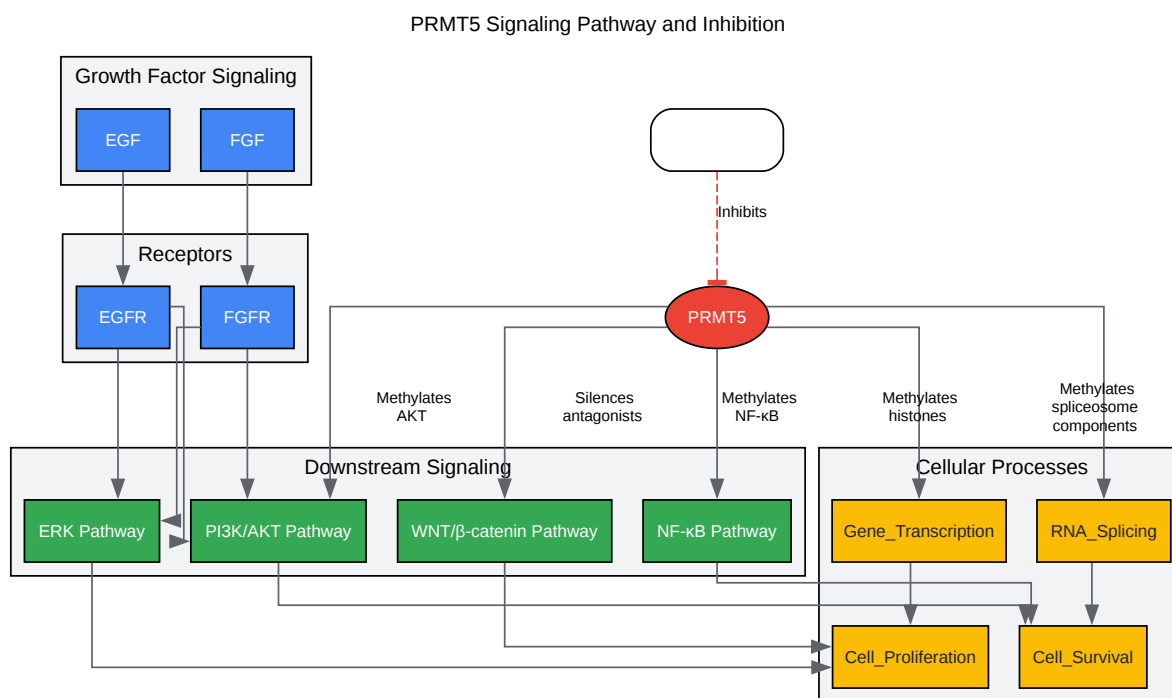 PRMT5 Signaling Pathway and Inhibition
Growth Factor Signaling
EGF
FGF
Inhibits
Receptors
EGFR
FGFR
PRMT5
Methylates
AKT
Silences
antagonists
Methylates
NF-κB
Methylates
histones
Methylates
spliceosome
components
Downstream Signaling
Cellular Processes
ERK Pathway
PI3K/AKT Pathway
WNT/β-catenin Pathway
NF-κB Pathway
Gene_Transcription
RNA_Splicing
Cell_Proliferation
Cell_Survival